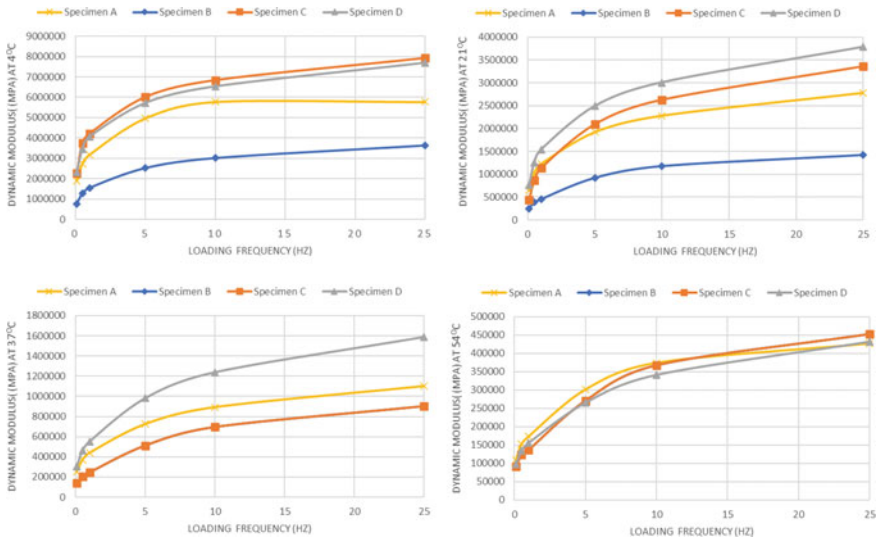 Specimen A Specimen B Specimen C Specimen D
DYNAMIC MODULUS( (MPA) AT 4⁰C
9000000
8000000
7000000
6000000
5000000
4000000
3000000
2000000
1000000
0
0 5 10 15 20 25
LOADING FREQUENCY (HZ)
Specimen A Specimen B Specimen C Specimen D
DYNAMIC MODULUS( (MPA) AT 21⁰C
4000000
3500000
3000000
2500000
2000000
1500000
1000000
500000
0
0 5 10 15 20 25
LOADING FREQUENCY (HZ)
Specimen A Specimen B Specimen C Specimen D
DYNAMIC MODULUS( (MPA) AT 37⁰C
1800000
1600000
1400000
1200000
1000000
800000
600000
400000
200000
0
0 5 10 15 20 25
LOADING FREQUENCY (HZ)
Specimen A Specimen B Specimen C Specimen D
DYNAMIC MODULUS( (MPA) AT 54⁰C
500000
450000
400000
350000
300000
250000
200000
150000
100000
50000
0
0 5 10 15 20 25
LOADING FREQUENCY (HZ)